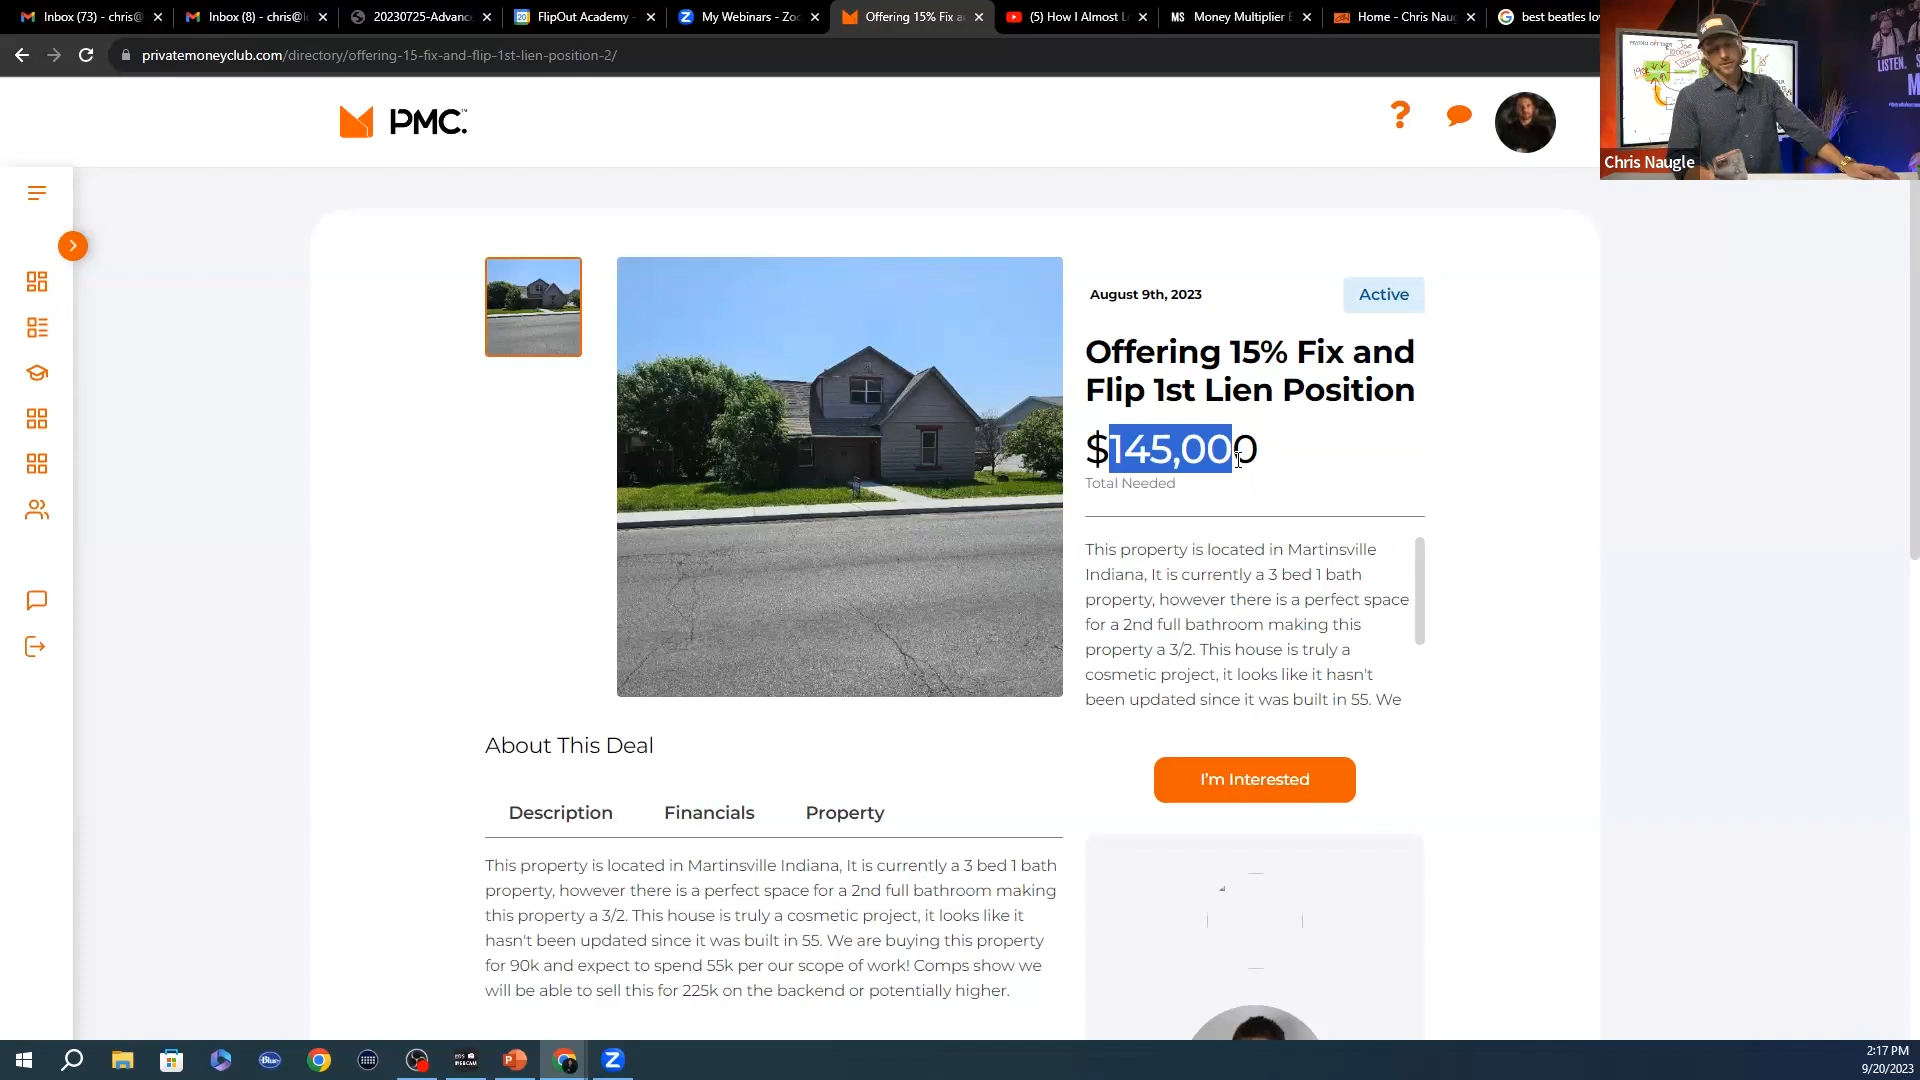 Inbox (73) - chris@
Inbox (8) - chris@l
20230725-Advanc
FlipOut Academy -
My Webinars - Zoo
Offering 15% Fix a
(5) How I Almost L
Money Multiplier E
Home - Chris Naug
best beatles lo
privatemoneyclub.com/directory/offering-15-fix-and-flip-1st-lien-position-2/
LISTEN.
Chris Naugle
PMC.
August 9th, 2023
Active
Offering 15% Fix and
Flip 1st Lien Position
$145,000
Total Needed
This property is located in Martinsville
Indiana, It is currently a 3 bed 1 bath
property, however there is a perfect space
for a 2nd full bathroom making this
property a 3/2. This house is truly a
cosmetic project, it looks like it hasn't
been updated since it was built in 55. We
I'm Interested
About This Deal
Description
Financials
Property
This property is located in Martinsville Indiana, It is currently a 3 bed 1 bath
property, however there is a perfect space for a 2nd full bathroom making
this property a 3/2. This house is truly a cosmetic project, it looks like it
hasn't been updated since it was built in 55. We are buying this property
for 90k and expect to spend 55k per our scope of work! Comps show we
will be able to sell this for 225k on the backend or potentially higher.
2:17 PM
9/20/2023